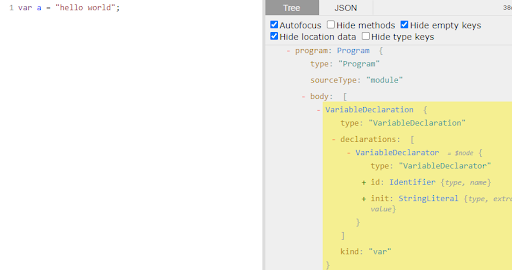 1 var a = "hello world";
Tree JSON
Autofocus Hide methods Hide empty keys
Hide location data Hide type keys
- program: Program {
type: "Program"
sourceType: "module"
- body: [
- VariableDeclaration {
type: "VariableDeclaration"
- declarations: [
- VariableDeclarator = $node {
type: "VariableDeclarator"
+ id: Identifier {type, name}
+ init: StringLiteral {type, extra
value}
}
]
kind: "var"
}